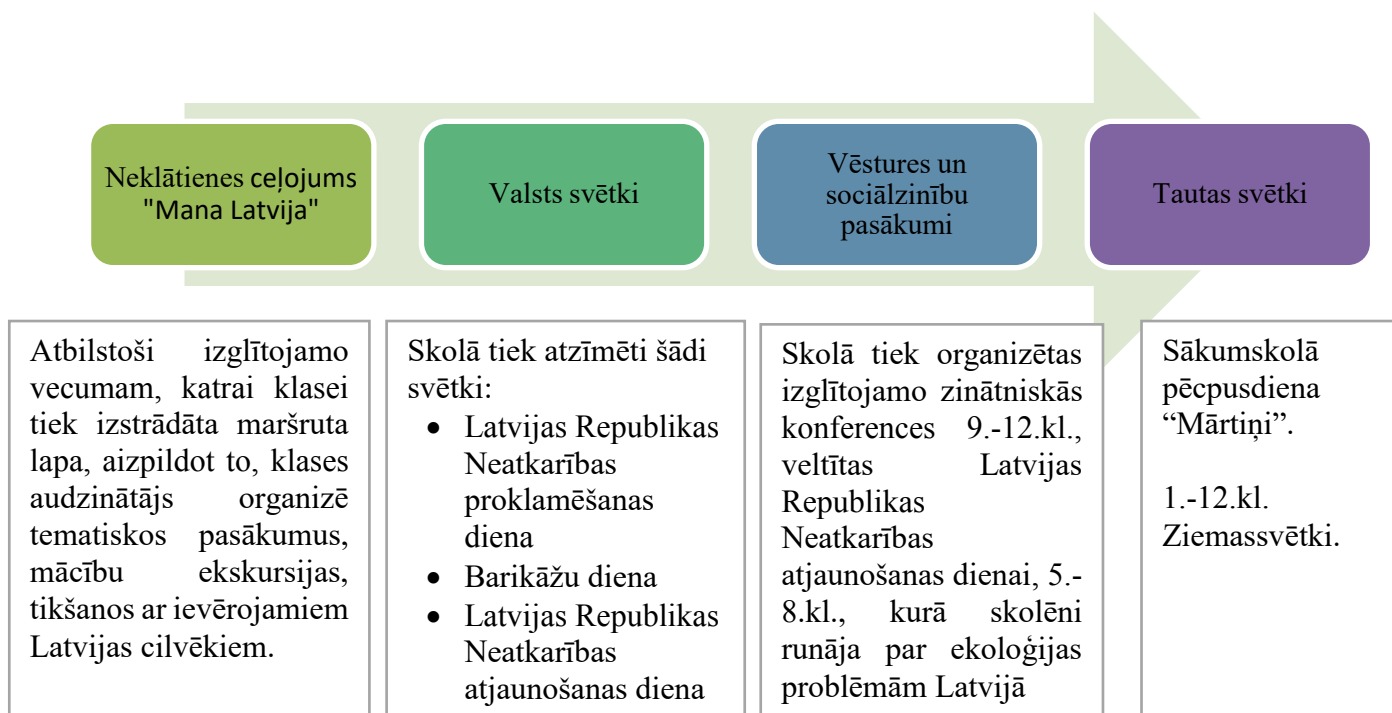 Neklātienes ceļojums
"Mana Latvija"
Valsts svētki
Vēstures un
sociālzinību
pasākumi
Tautas svētki
Atbilstoši izglītojamo
vecumam, katrai klasei
tiek izstrādāta maršruta
lapa, aizpildot to, klases
audzinātājs organizē
tematiskos pasākumus,
mācību ekskursijas,
tikšanos ar ievērojamiem
Latvijas cilvēkiem.
Skolā tiek atzīmēti šādi
svētki:
• Latvijas Republikas
Neatkarības
proklamēšanas
diena
• Barikāžu diena
• Latvijas Republikas
Neatkarības
atjaunošanas diena
Skolā tiek organizētas
izglītojamo zinātniskās
konferences 9.-12.kl.,
veltītas Latvijas
Republikas
Neatkarības
atjaunošanas dienai, 5.-
8.kl., kurā skolēni
runāja par ekoloģijas
problēmām Latvijā
Sākumskolā
pēcpusdiena
“Mārtiņi”.
1.-12.kl.
Ziemassvētki.